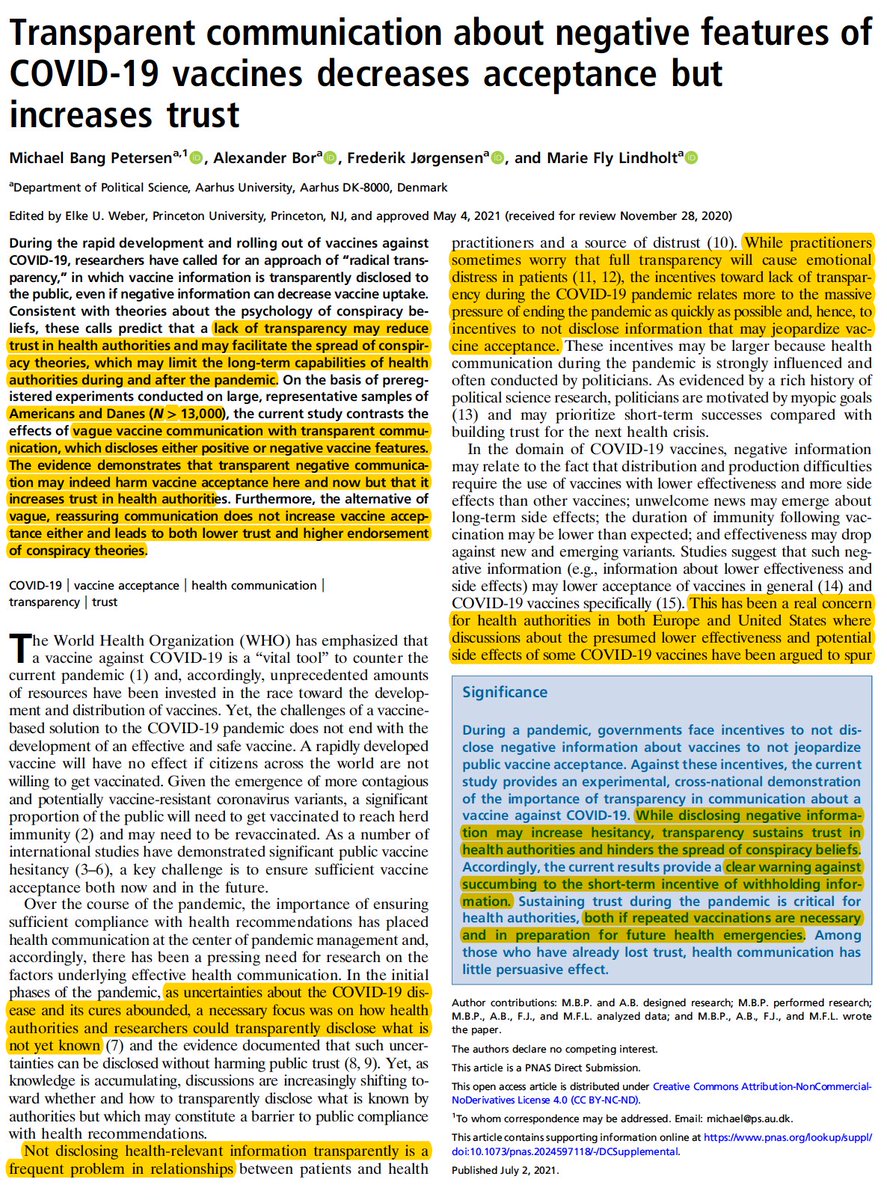 Transparent communication about negative features of
COVID-19 vaccines decreases acceptance but
increases trust
Michael Bang Petersenᵃ,¹, Alexander Borᵃ, Frederik Jørgensenᵃ, and Marie Fly Lindholtᵃ
ᵃDepartment of Political Science, Aarhus University, Aarhus DK-8000, Denmark
Edited by Elke U. Weber, Princeton University, Princeton, NJ, and approved May 4, 2021 (received for review November 28, 2020)
During the rapid development and rolling out of vaccines against
COVID-19, researchers have called for an approach of “radical trans-
parency,” in which vaccine information is transparently disclosed to
the public, even if negative information can decrease vaccine uptake.
Consistent with theories about the psychology of conspiracy be-
liefs, these calls predict that a lack of transparency may reduce
trust in health authorities and may facilitate the spread of conspir-
acy theories, which may limit the long-term capabilities of health
authorities during and after the pandemic. On the basis of prereg-
istered experiments conducted on large, representative samples of
Americans and Danes (N > 13,000), the current study contrasts the
effects of vague vaccine communication with transparent commu-
nication, which discloses either positive or negative vaccine features.
The evidence demonstrates that transparent negative communica-
tion may indeed harm vaccine acceptance here and now but that it
increases trust in health authorities. Furthermore, the alternative of
vague, reassuring communication does not increase vaccine accep-
tance either and leads to both lower trust and higher endorsement
of conspiracy theories.
COVID-19 | vaccine acceptance | health communication |
transparency | trust
The World Health Organization (WHO) has emphasized that
a vaccine against COVID-19 is a “vital tool” to counter the
current pandemic (1) and, accordingly, unprecedented amounts
of resources have been invested in the race toward the develop-
ment and distribution of vaccines. Yet, the challenges of a vaccine-
based solution to the COVID-19 pandemic does not end with the
development of an effective and safe vaccine. A rapidly developed
vaccine will have no effect if citizens across the world are not
willing to get vaccinated. Given the emergence of more contagious
and potentially vaccine-resistant coronavirus variants, a significant
proportion of the public will need to get vaccinated to reach herd
immunity (2) and may need to be revaccinated. As a number of
international studies have demonstrated significant public vaccine
hesitancy (3–6), a key challenge is to ensure sufficient vaccine
acceptance both now and in the future.
Over the course of the pandemic, the importance of ensuring
sufficient compliance with health recommendations has placed
health communication at the center of pandemic management and,
accordingly, there has been a pressing need for research on the
factors underlying effective health communication. In the initial
phases of the pandemic, as uncertainties about the COVID-19 dis-
ease and its cures abounded, a necessary focus was on how health
authorities and researchers could transparently disclose what is
not yet known (7) and the evidence documented that such uncer-
tainties can be disclosed without harming public trust (8, 9). Yet, as
knowledge is accumulating, discussions are increasingly shifting to-
ward whether and how to transparently disclose what is known by
authorities but which may constitute a barrier to public compliance
with health recommendations.
Not disclosing health-relevant information transparently is a
frequent problem in relationships between patients and health
practitioners and a source of distrust (10). While practitioners
sometimes worry that full transparency will cause emotional
distress in patients (11, 12), the incentives toward lack of transpar-
ency during the COVID-19 pandemic relates more to the massive
pressure of ending the pandemic as quickly as possible and, hence, to
incentives to not disclose information that may jeopardize vac-
cine acceptance. These incentives may be larger because health
communication during the pandemic is strongly influenced and
often conducted by politicians. As evidenced by a rich history of
political science research, politicians are motivated by myopic goals
(13) and may prioritize short-term successes compared with
building trust for the next health crisis.
In the domain of COVID-19 vaccines, negative information
may relate to the fact that distribution and production difficulties
require the use of vaccines with lower effectiveness and more side
effects than other vaccines; unwelcome news may emerge about
long-term side effects; the duration of immunity following vac-
cination may be lower than expected; and effectiveness may drop
against new and emerging variants. Studies suggest that such neg-
ative information (e.g., information about lower effectiveness and
side effects) may lower acceptance of vaccines in general (14) and
COVID-19 vaccines specifically (15). This has been a real concern
for health authorities in both Europe and United States where
discussions about the presumed lower effectiveness and potential
side effects of some COVID-19 vaccines have been argued to spur
Significance
During a pandemic, governments face incentives to not dis-
close negative information about vaccines to not jeopardize
public vaccine acceptance. Against these incentives, the current
study provides an experimental, cross-national demonstration
of the importance of transparency in communication about a
vaccine against COVID-19. While disclosing negative informa-
tion may increase hesitancy, transparency sustains trust in
health authorities and hinders the spread of conspiracy beliefs.
Accordingly, the current results provide a clear warning against
succumbing to the short-term incentive of withholding infor-
mation. Sustaining trust during the pandemic is critical for
health authorities, both if repeated vaccinations are necessary
and in preparation for future health emergencies. Among
those who have already lost trust, health communication has
little persuasive effect.
Author contributions: M.B.P. and A.B. designed research; M.B.P. performed research;
M.B.P., A.B., F.J., and M.F.L. analyzed data; and M.B.P., A.B., F.J., and M.F.L. wrote
the paper.
The authors declare no competing interest.
This article is a PNAS Direct Submission.
This open access article is distributed under Creative Commons Attribution-NonCommercial-
NoDerivatives License 4.0 (CC BY-NC-ND).
¹To whom correspondence may be addressed. Email: michael@ps.au.dk.
This article contains supporting information online at https://www.pnas.org/lookup/suppl/
doi:10.1073/pnas.2024597118/-/DCSupplemental.
Published July 2, 2021.